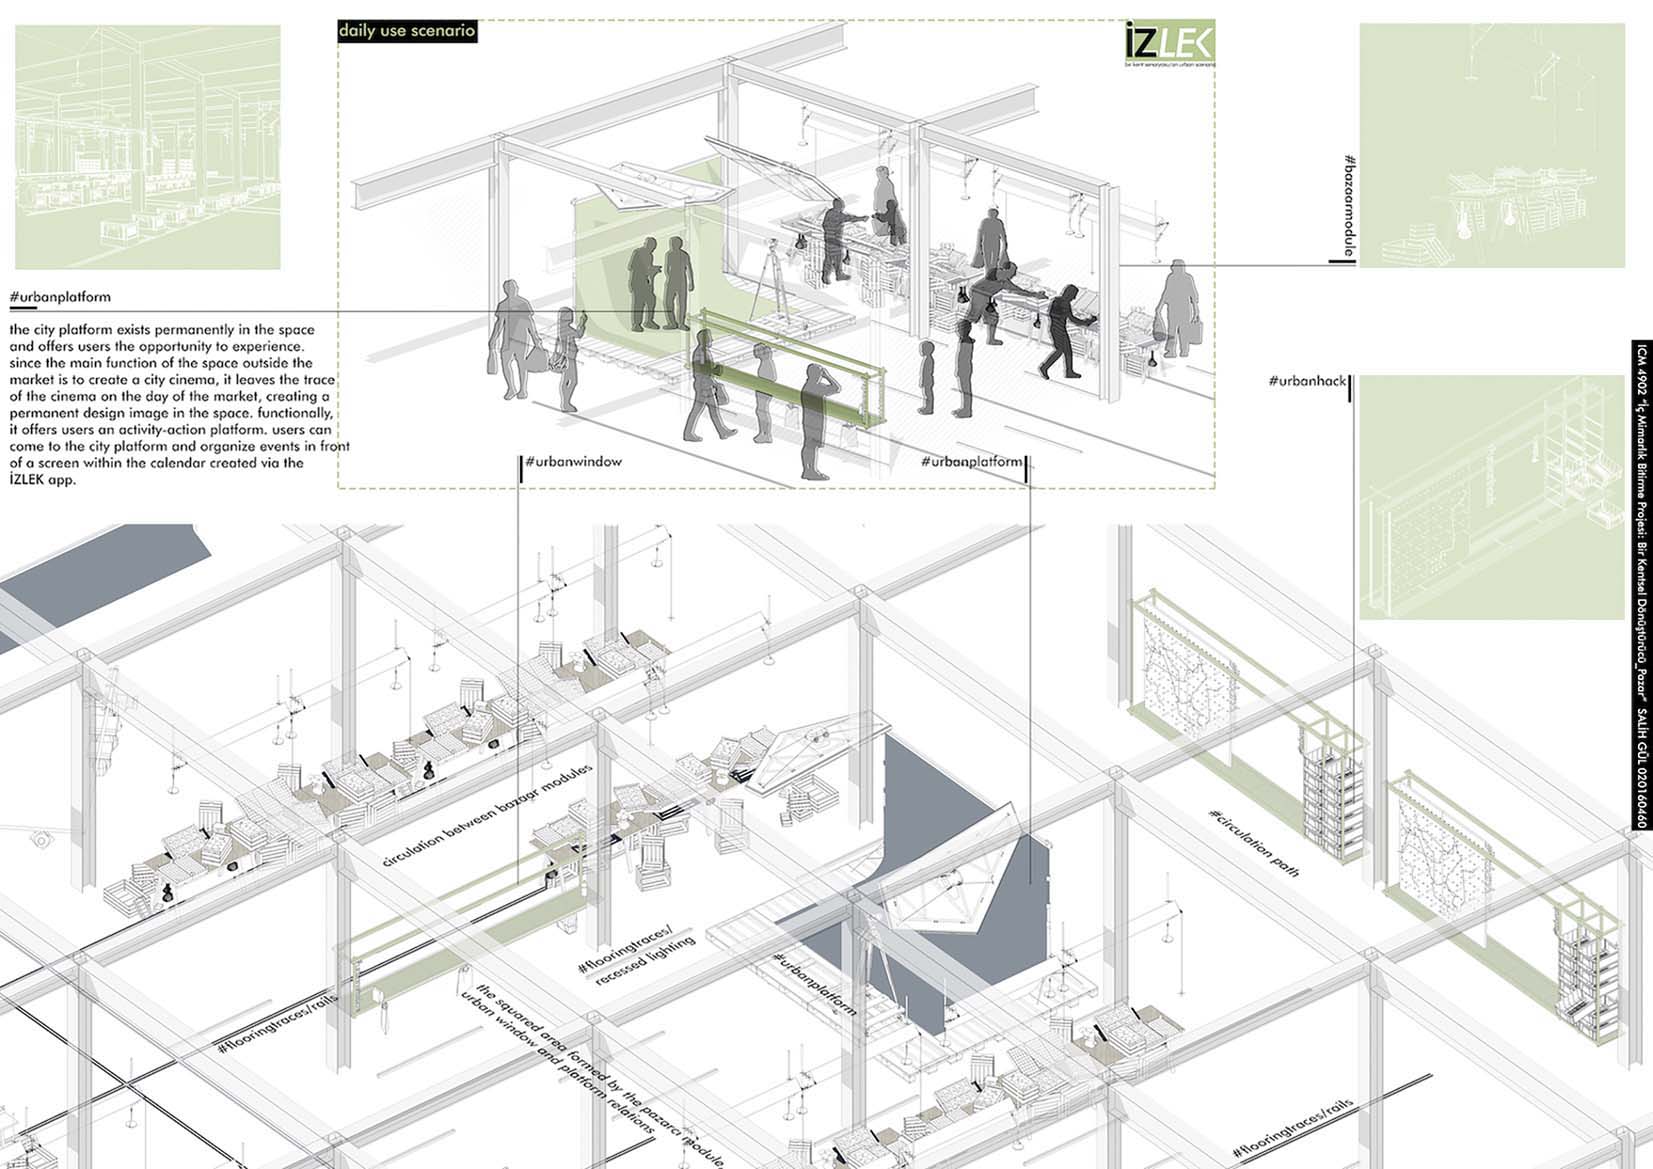 daily use scenario
İZLEK
bir kent senaryosu/an urban scenario
#bazaarmodule
#urbanplatform
the city platform exists permanently in the space
and offers users the opportunity to experience.
since the main function of the space outside the
market is to create a city cinema, it leaves the trace
of the cinema on the day of the market, creating a
permanent design image in the space. functionally,
it offers users an activity-action platform. users can
come to the city platform and organize events in front
of a screen within the calendar created via the
İZLEK app.
#urbanhack
#urbanwindow
#urbanplatform
ICM 4902 "İç Mimarlık Bitirme Projesi: Bir Kentsel Dönüştürücü_Pazar" SALİH GÜL 020160460
circulation between bazaar modules
#circulation path
#flooringtraces/
recessed lighting
#urbanplatform
#flooringtraces/rails
the squared area formed by the pazarcı module,
urban window and platform relations
#flooringtraces/rails